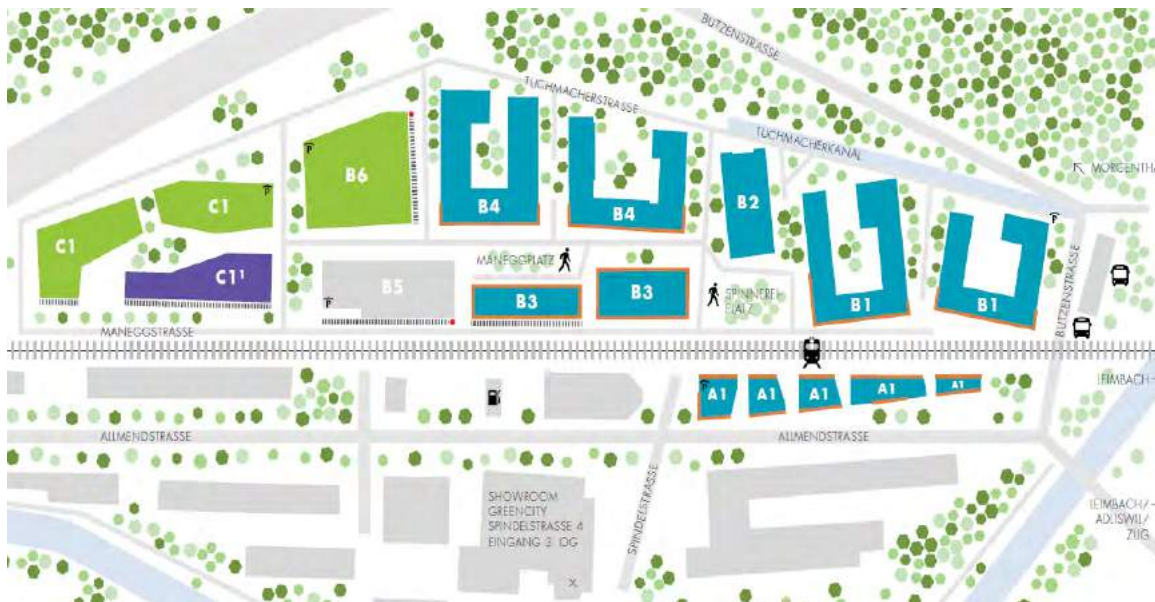 BUTZENSTRASSE
TUCHMACHERSTRASSE
TUCHMACHERKANAL
MORGENTHA
P
B6
B4
B4
B2
P
C1
C1
C1¹
P
MANEGGPLATZ
B5
P
B3
B3
SPINNEREI-
PLATZ
B1
B1
P
BUTZENSTRASSE
MANEGGSTRASSE
A1
A1
A1
A1
A1
P
LEIMBACH
ALLMENDSTRASSE
ALLMENDSTRASSE
SPINDELSTRASSE
SHOWROOM
GREENCITY
SPINDELSTRASSE 4
EINGANG 3. OG
X
LEIMBACH/
ADLISWIL/
ZUG